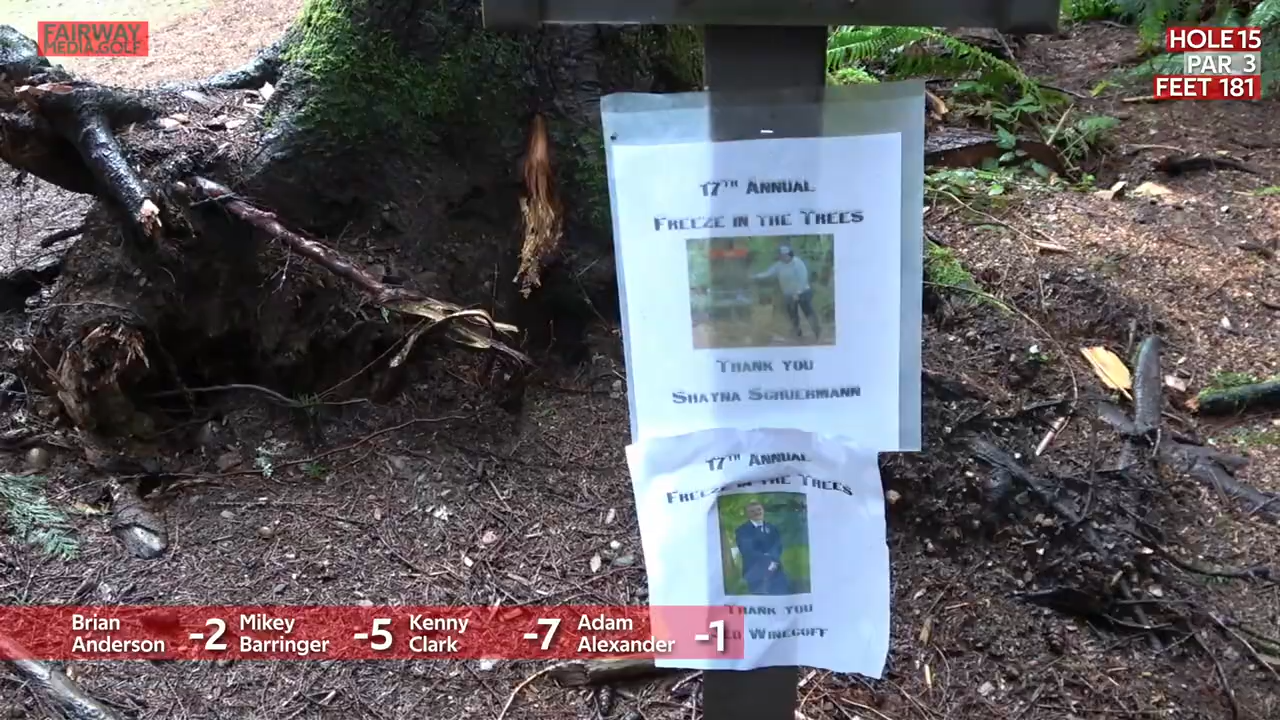 FAIRWAY
MEDIA.GOLF
HOLE 15
PAR 3
FEET 181
17TH ANNUAL
FREEZE IN THE TREES
THANK YOU
SHAYNA SCHUERMANN
17TH ANNUAL
FREEZE IN THE TREES
THANK YOU
WINEGOFF
Brian
Anderson -2
Mikey
Barringer -5
Kenny
Clark -7
Adam
Alexander -1